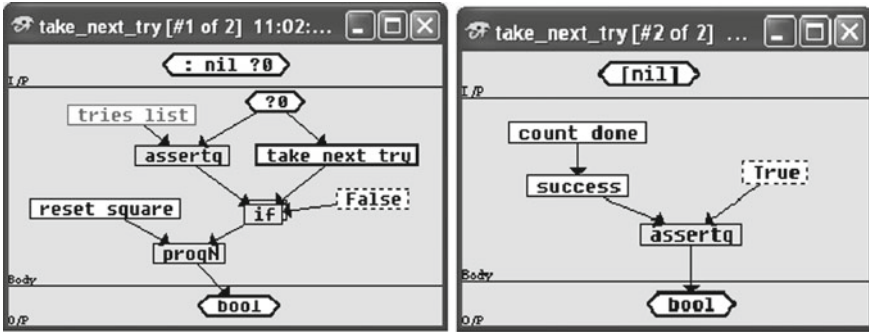 take_next_try [#1 of 2] 11:02:...
: nil ?0
I/P
?0
tries list
assertq
take next try
False
if
reset square
progN
Body
bool
O/P
take_next_try [#2 of 2] ...
[nil]
I/P
count done
True
success
assertq
Body
bool
O/P